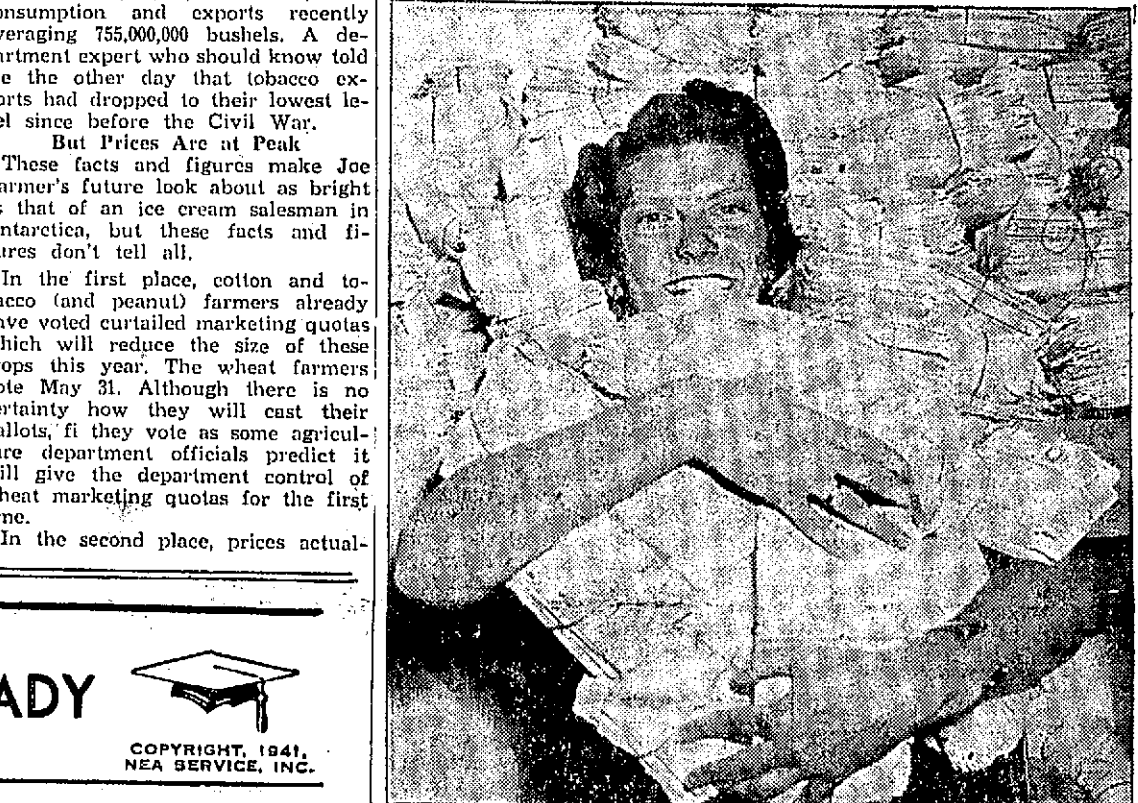 onsumption and exports recently
veraging 755,000,000 bushels. A de-
artment expert who should know told
e the other day that tobacco ex-
orts had dropped to their lowest le-
el since before the Civil War.
But Prices Are at Peak
These facts and figures make Joe
armer's future look about as bright
s that of an ice cream salesman in
ntarctica, but these facts and fi-
ures don't tell all.
In the first place, cotton and to-
acco (and peanut) farmers already
ave voted curtailed marketing quotas
hich will reduce the size of these
rops this year. The wheat farmers
ote May 31. Although there is no
ertainty how they will cast their
allots, fi they vote as some agricul-
ure department officials predict it
ill give the department control of
heat marketing quotas for the first
me.
In the second place, prices actual-
ADY
COPYRIGHT, 1941,
NEA SERVICE, INC.